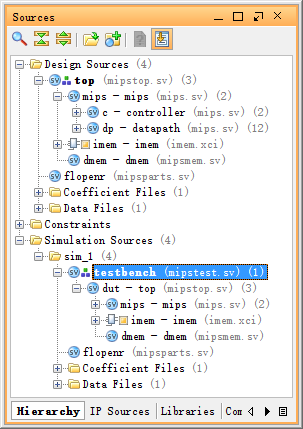 Sources
Design Sources (4)
top (mipstop.sv) (3)
mips - mips (mips.sv) (2)
c - controller (mips.sv) (2)
dp - datapath (mips.sv) (12)
imem - imem (imem.xci)
dmem - dmem (mipsmem.sv)
flopenr (mipsparts.sv)
Coefficient Files (1)
Data Files (1)
Constraints
Simulation Sources (4)
sim_1 (4)
testbench (mipstest.sv) (1)
dut - top (mipstop.sv) (3)
mips - mips (mips.sv) (2)
imem - imem (imem.xci)
dmem - dmem (mipsmem.sv)
flopenr (mipsparts.sv)
Coefficient Files (1)
Data Files (1)
Hierarchy IP Sources Libraries Com